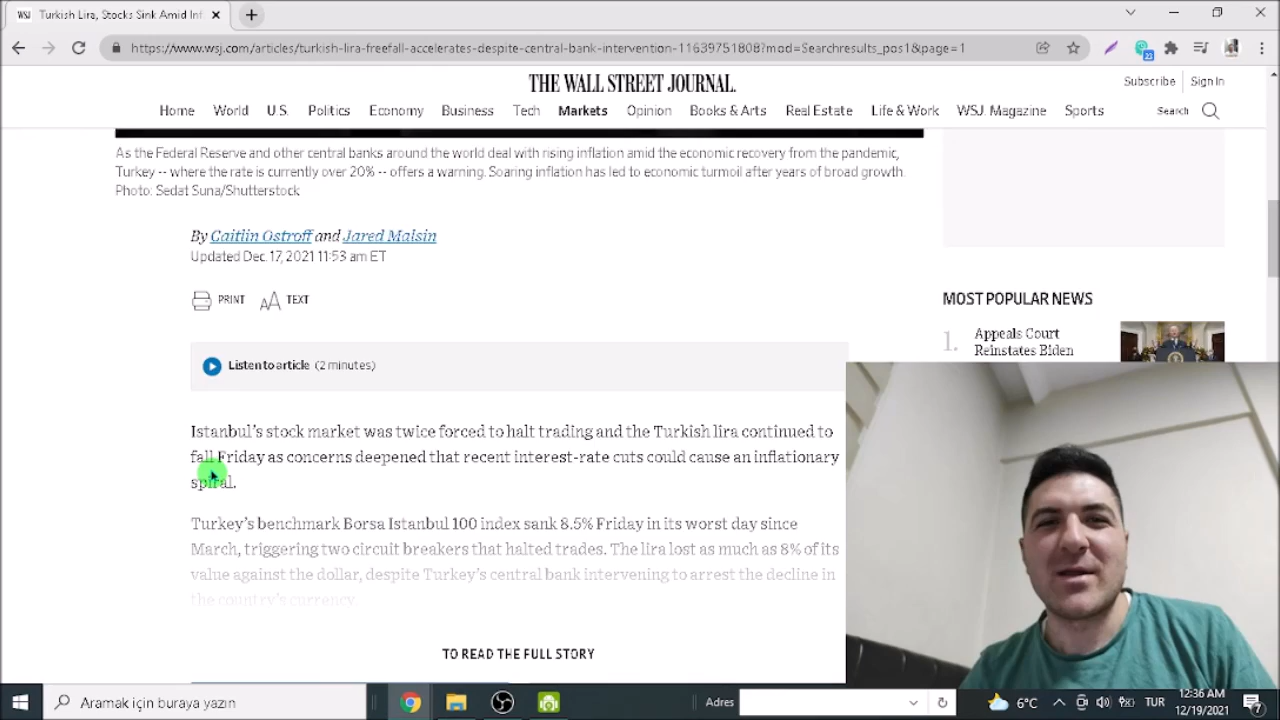 WSJ Turkish Lira, Stocks Sink Amid Inf
https://www.wsj.com/articles/turkish-lira-freefall-accelerates-despite-central-bank-intervention-11639751808?mod=Searchresults_pos1&page=1
23
THE WALL STREET JOURNAL.
Subscribe Sign In
Home World U.S. Politics Economy Business Tech Markets Opinion Books & Arts Real Estate Life & Work WSJ. Magazine Sports Search
As the Federal Reserve and other central banks around the world deal with rising inflation amid the economic recovery from the pandemic,
Turkey -- where the rate is currently over 20% -- offers a warning. Soaring inflation has led to economic turmoil after years of broad growth.
Photo: Sedat Suna/Shutterstock
By Caitlin Ostroff and Jared Malsin
Updated Dec. 17, 2021 11:53 am ET
PRINT AA TEXT
Listen to article (2 minutes)
Istanbul's stock market was twice forced to halt trading and the Turkish lira continued to
fall Friday as concerns deepened that recent interest-rate cuts could cause an inflationary
spiral.
Turkey's benchmark Borsa Istanbul 100 index sank 8.5% Friday in its worst day since
March, triggering two circuit breakers that halted trades. The lira lost as much as 8% of its
value against the dollar, despite Turkey's central bank intervening to arrest the decline in
the country's currency.
TO READ THE FULL STORY
MOST POPULAR NEWS
1. Appeals Court
Reinstates Biden
Aramak için buraya yazın
Adres
6°C
TUR
12:36 AM
12/19/2021
7